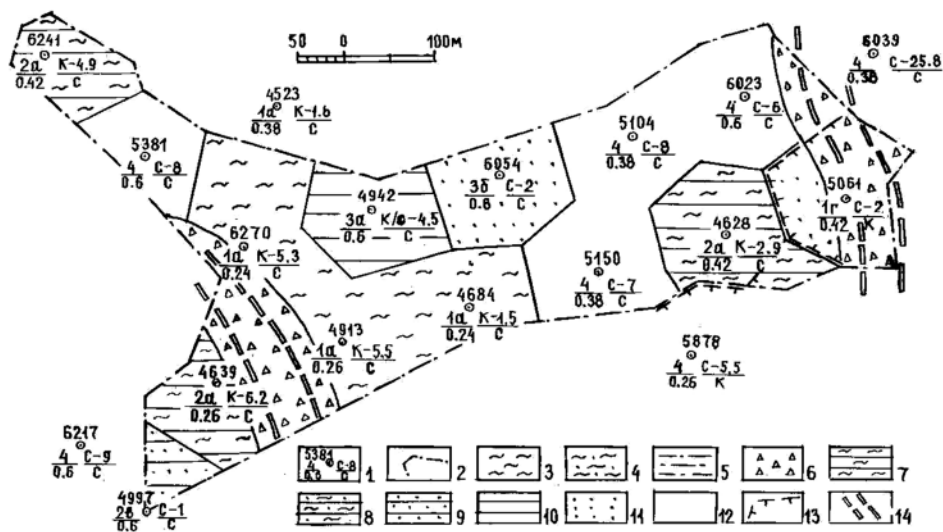 50 0 100м
6241
2а К-4.9
0.42 С
4523
1а К-1.6
0.38 С
6039
4 С-25.8
0.38 С
6023
4 С-6
0.6 С
5381
4 С-8
0.6 С
5104
4 С-8
0.38 С
6054
3б С-2
0.6 С
4942
3а К/С-4.5
0.6 С
5061
1г С-2
0.42 К
4628
2а К-2.9
0.42 С
6270
1а К-5.3
0.24 С
5150
4 С-7
0.38 С
4684
1а К-1.5
0.24 С
4913
1а К-5.5
0.26 С
5878
4 С-5.5
0.26 К
4639
2а К-6.2
0.26 С
6217
4 С-9
0.6 С
4997
2в С-1
0.6 С
5381
4 С-8
0.6 С
1 2 3 4 5 6 7
8 9 10 11 12 13 14